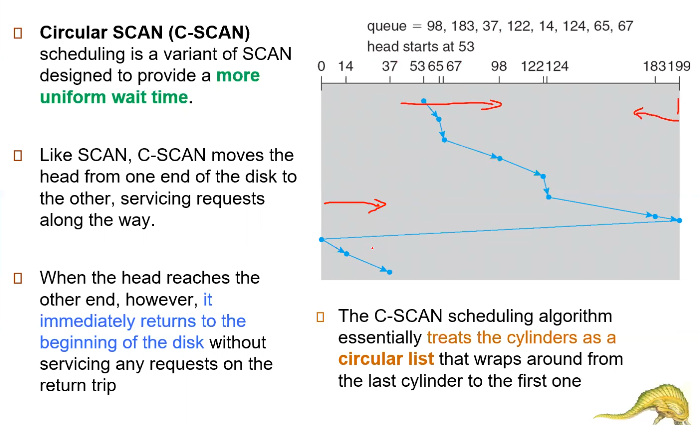 Circular SCAN (C-SCAN)
scheduling is a variant of SCAN
designed to provide a more
uniform wait time.
Like SCAN, C-SCAN moves the
head from one end of the disk to
the other, servicing requests
along the way.
When the head reaches the
other end, however, it
immediately returns to the
beginning of the disk without
servicing any requests on the
return trip
queue = 98, 183, 37, 122, 14, 124, 65, 67
head starts at 53
0 14 37 53 65 67 98 122 124 183 199
The C-SCAN scheduling algorithm
essentially treats the cylinders as a
circular list that wraps around from
the last cylinder to the first one